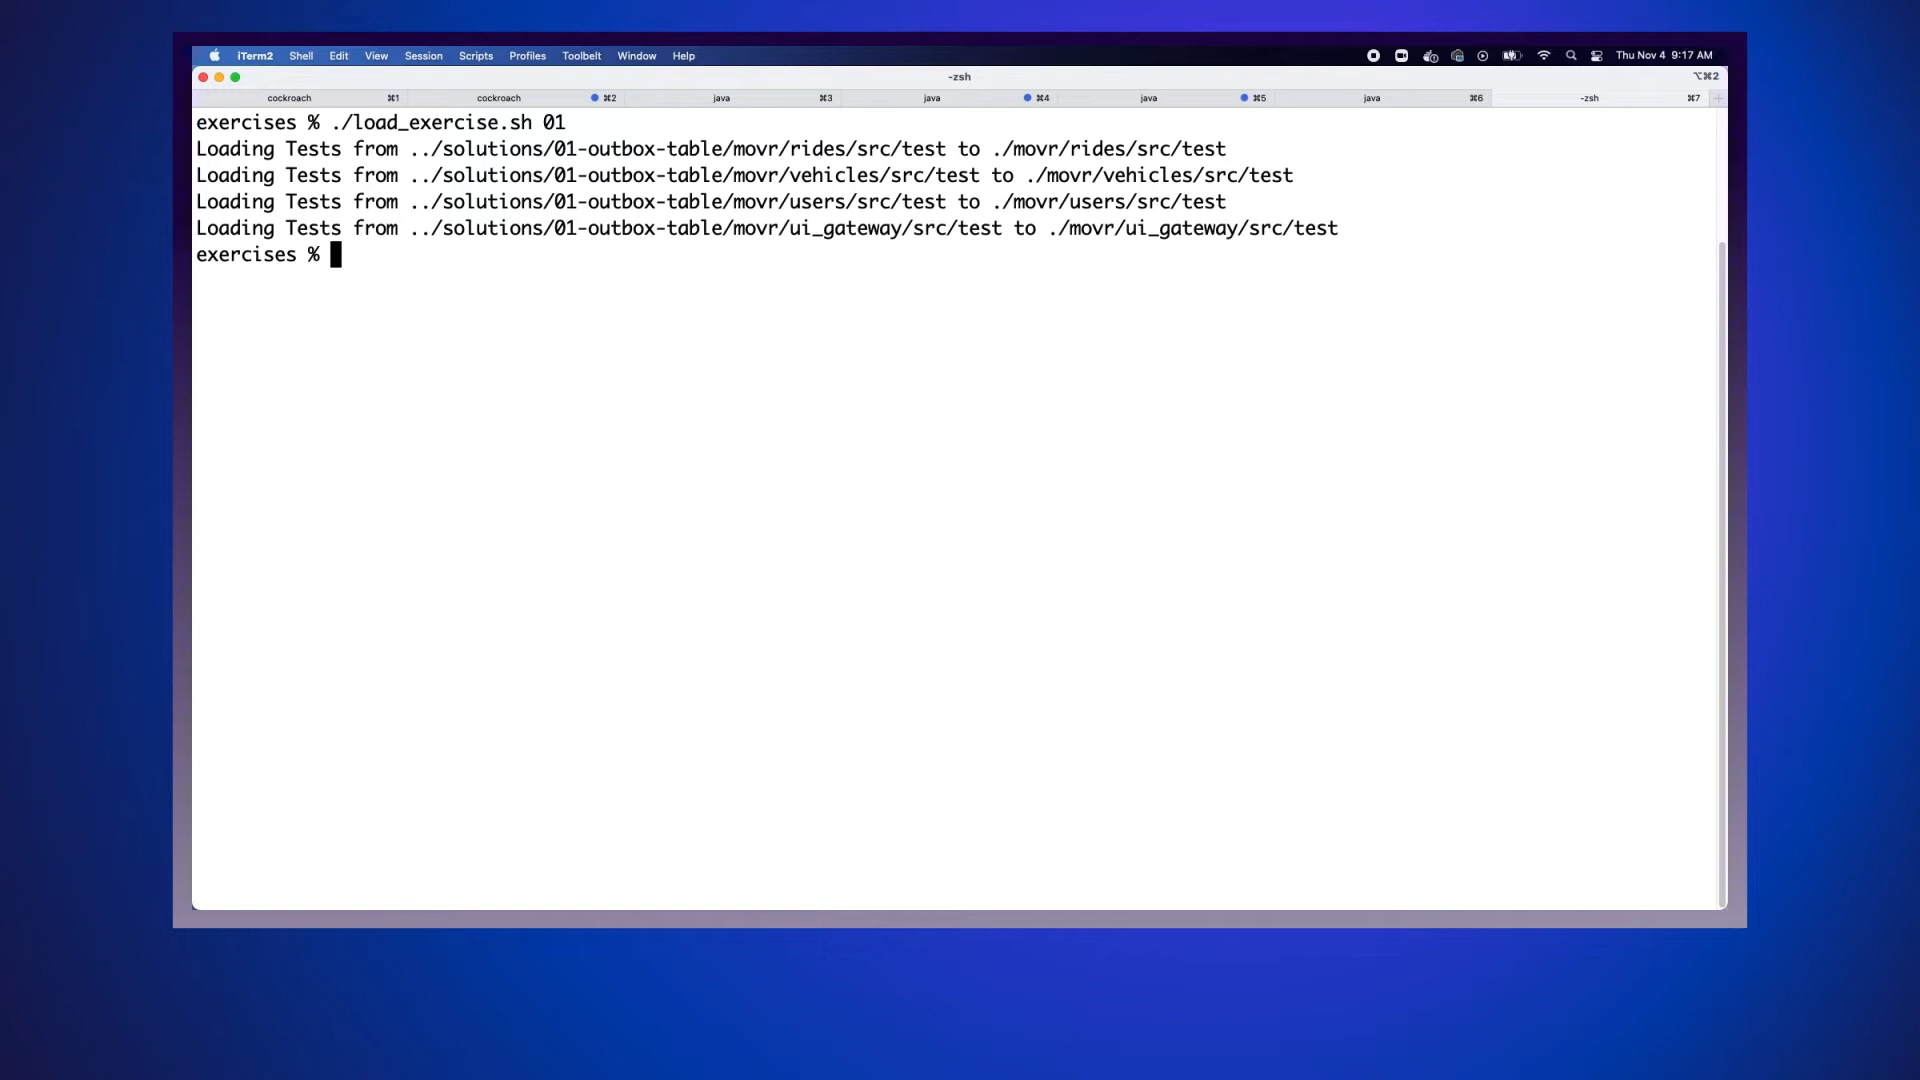 iTerm2 Shell Edit View Session Scripts Profiles Toolbelt Window Help Thu Nov 4 9:17 AM
-zsh ⌥⌘2
cockroach ⌘1 cockroach ⌘2 java ⌘3 java ⌘4 java ⌘5 java ⌘6 -zsh ⌘7
exercises % ./load_exercise.sh 01
Loading Tests from ../solutions/01-outbox-table/movr/rides/src/test to ./movr/rides/src/test
Loading Tests from ../solutions/01-outbox-table/movr/vehicles/src/test to ./movr/vehicles/src/test
Loading Tests from ../solutions/01-outbox-table/movr/users/src/test to ./movr/users/src/test
Loading Tests from ../solutions/01-outbox-table/movr/ui_gateway/src/test to ./movr/ui_gateway/src/test
exercises %